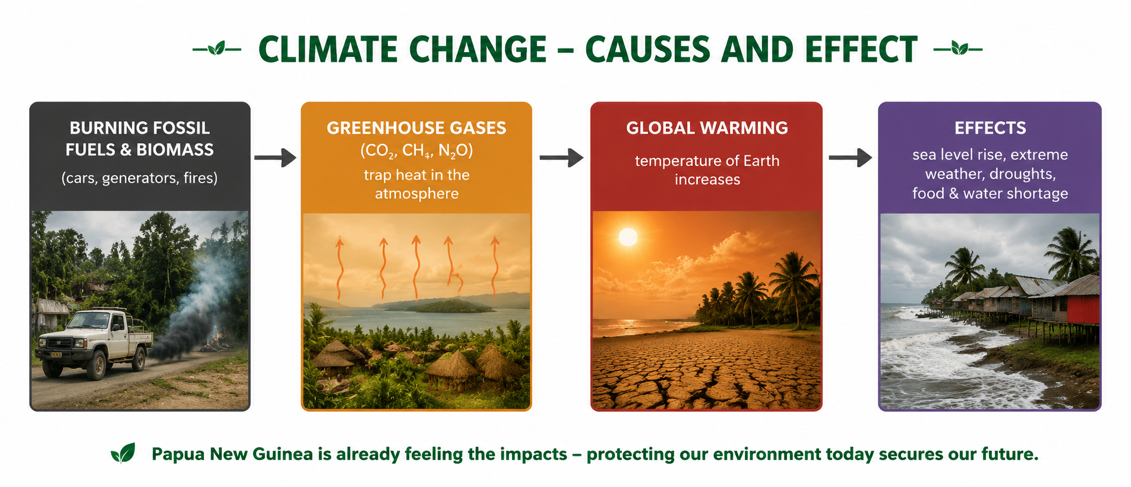 CLIMATE CHANGE – CAUSES AND EFFECT
BURNING FOSSIL
FUELS & BIOMASS
(cars, generators, fires)
GREENHOUSE GASES
(CO₂, CH₄, N₂O)
trap heat in the
atmosphere
GLOBAL WARMING
temperature of Earth
increases
EFFECTS
sea level rise, extreme
weather, droughts,
food & water shortage
Papua New Guinea is already feeling the impacts – protecting our environment today secures our future.